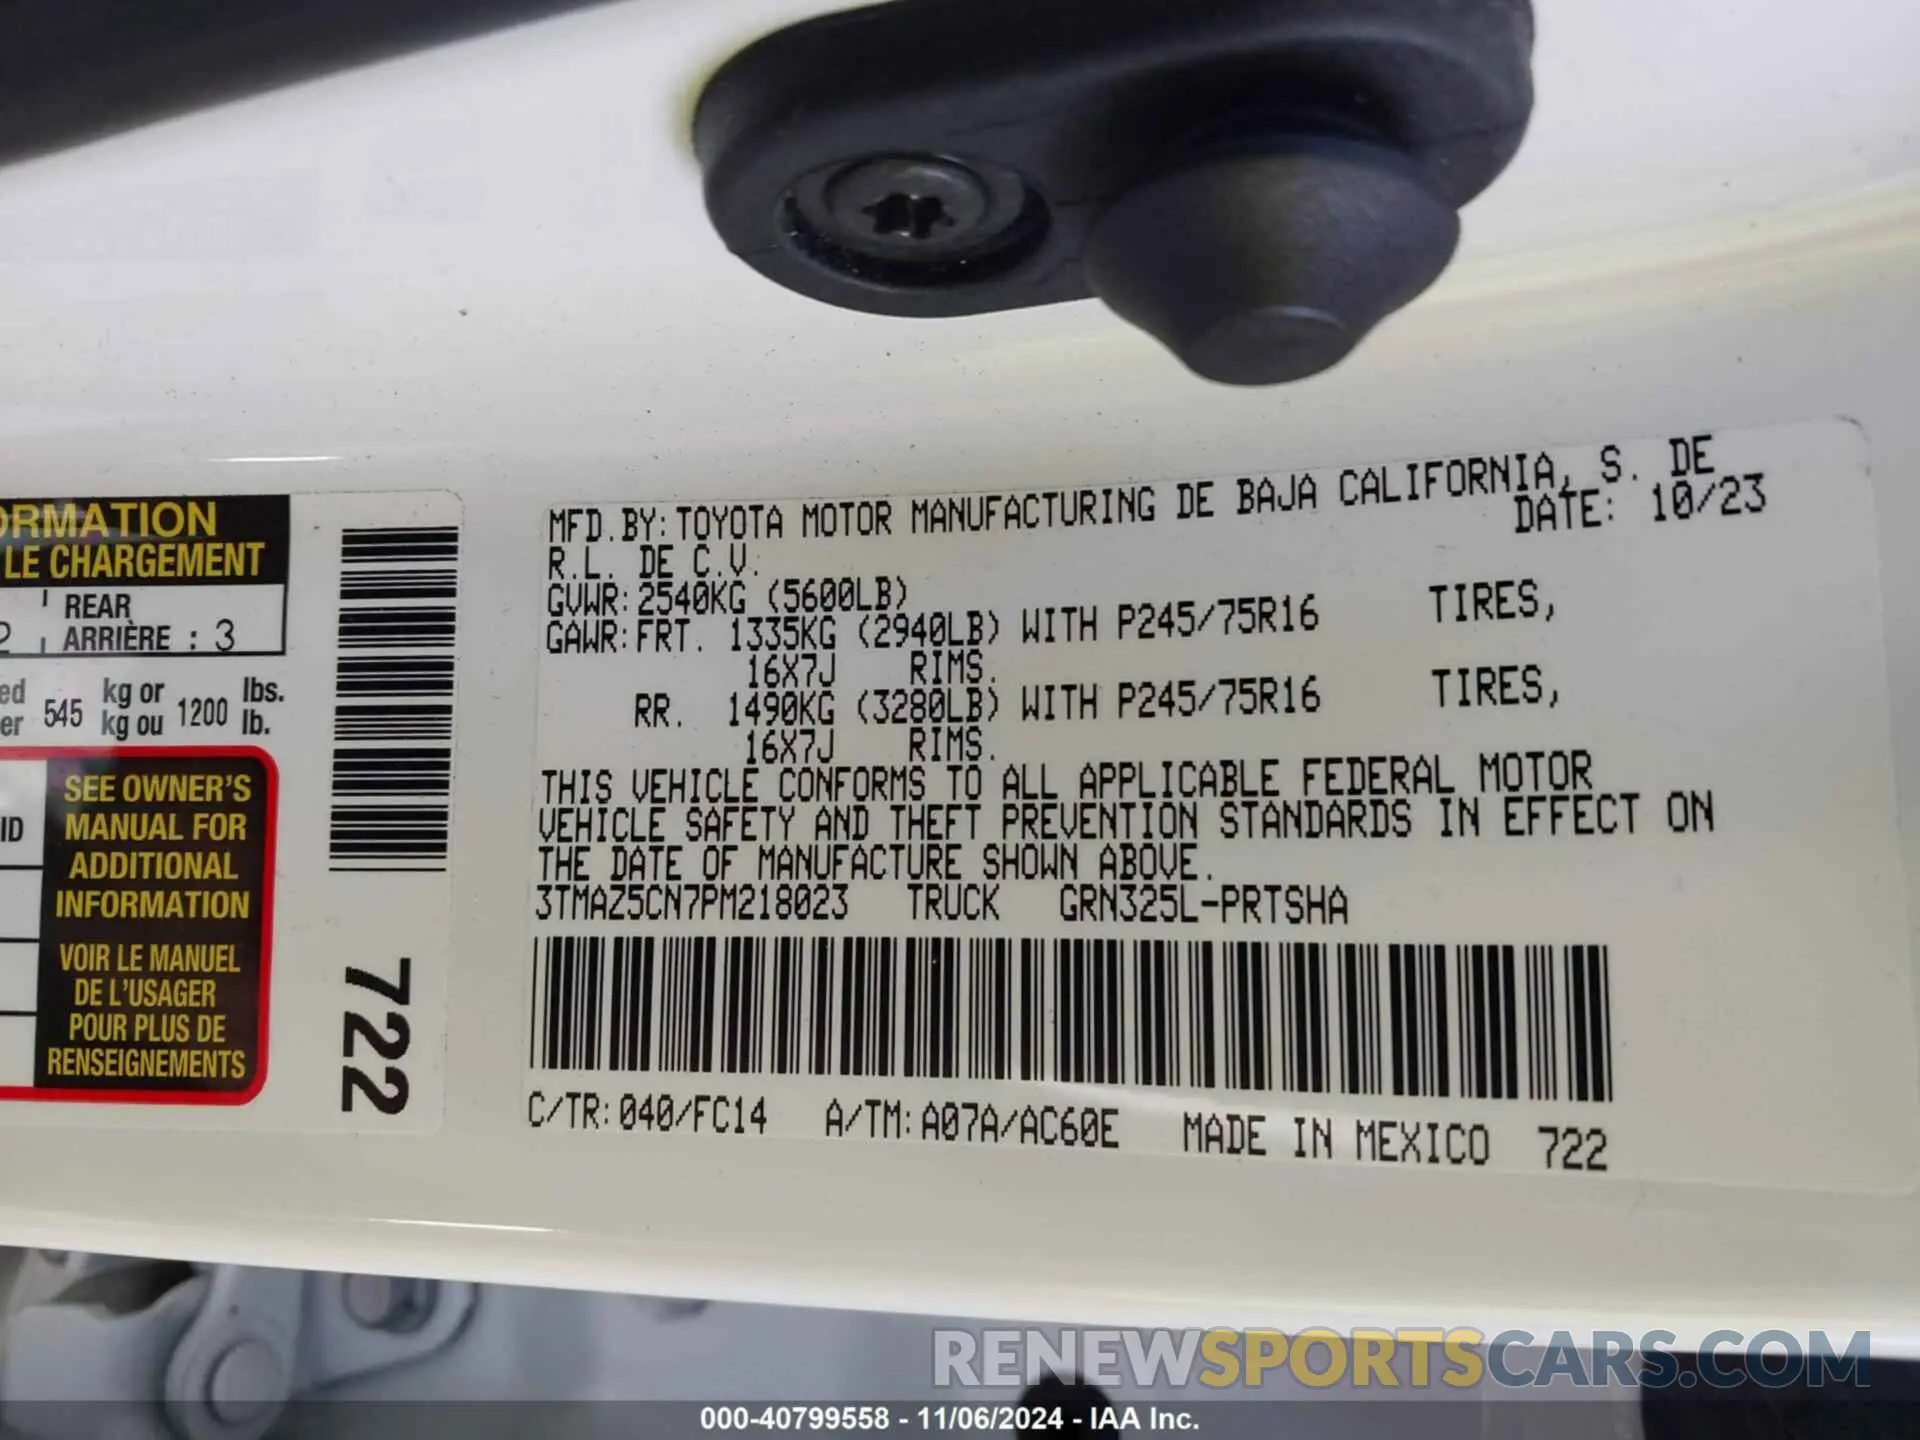 ORMATION
LE CHARGEMENT
2 REAR
ARRIÈRE : 3
ed 545 kg or 1200 lbs.
er kg ou lb.
ID
SEE OWNER'S
MANUAL FOR
ADDITIONAL
INFORMATION
VOIR LE MANUEL
DE L'USAGER
POUR PLUS DE
RENSEIGNEMENTS
722
MFD.BY:TOYOTA MOTOR MANUFACTURING DE BAJA CALIFORNIA, S. DE
R.L. DE C.V. DATE: 10/23
GVWR:2540KG (5600LB)
GAWR:FRT. 1335KG (2940LB) WITH P245/75R16 TIRES,
16X7J RIMS.
RR. 1490KG (3280LB) WITH P245/75R16 TIRES,
16X7J RIMS.
THIS VEHICLE CONFORMS TO ALL APPLICABLE FEDERAL MOTOR
VEHICLE SAFETY AND THEFT PREVENTION STANDARDS IN EFFECT ON
THE DATE OF MANUFACTURE SHOWN ABOVE.
3TMAZ5CN7PM218023 TRUCK GRN325L-PRTSHA
C/TR:040/FC14 A/TM:A07A/AC60E MADE IN MEXICO 722
RENEWSPORTSCARS.COM
000-40799558 - 11/06/2024 - IAA Inc.